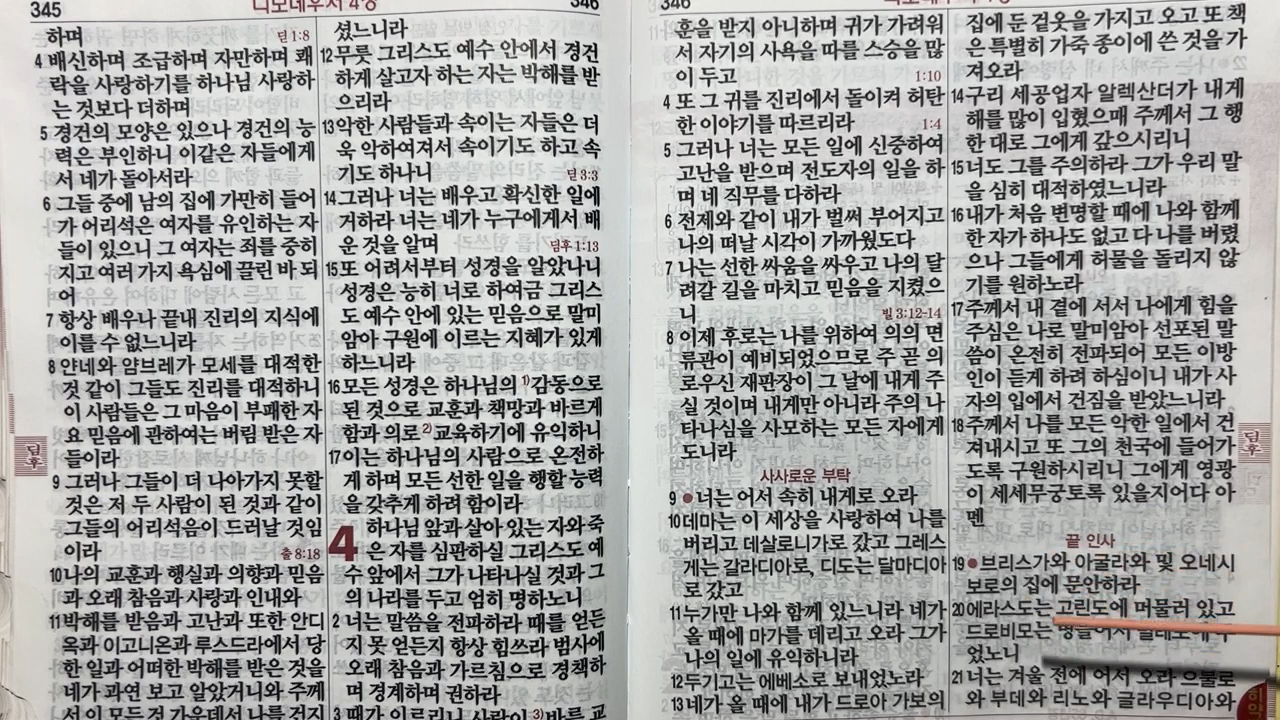 345
디모데우서 4장
346
하며
딛 1:8
4 배신하며 조급하며 자만하며 쾌
락을 사랑하기를 하나님 사랑하
는 것보다 더하며
5 경건의 모양은 있으나 경건의 능
력은 부인하니 이같은 자들에게
서 네가 돌아서라
6 그들 중에 남의 집에 가만히 들어
가 어리석은 여자를 유인하는 자
들이 있으니 그 여자는 죄를 중히
지고 여러 가지 욕심에 끌린 바 되
어
7 항상 배우나 끝내 진리의 지식에
이를 수 없느니라
8 얀네와 얌브레가 모세를 대적한
것 같이 그들도 진리를 대적하니
이 사람들은 그 마음이 부패한 자
요 믿음에 관하여는 버림 받은 자
들이라
9 그러나 그들이 더 나아가지 못할
것은 저 두 사람이 된 것과 같이
그들의 어리석음이 드러날 것임
이라
출 8:18
10 나의 교훈과 행실과 의향과 믿음
과 오래 참음과 사랑과 인내와
11 박해를 받음과 고난과 또한 안디
옥과 이고니온과 루스드라에서 당
한 일과 어떠한 박해를 받은 것을
네가 과연 보고 알았거니와 주께
서 이 모든 것 가운데서 나를 건지
셨느니라
12 무릇 그리스도 예수 안에서 경건
하게 살고자 하는 자는 박해를 받
으리라
13 악한 사람들과 속이는 자들은 더
욱 악하여져서 속이기도 하고 속
기도 하나니
딛 3:3
14 그러나 너는 배우고 확신한 일에
거하라 너는 네가 누구에게서 배
운 것을 알며
딤후 1:13
15 또 어려서부터 성경을 알았나니
성경은 능히 너로 하여금 그리스
도 예수 안에 있는 믿음으로 말미
암아 구원에 이르는 지혜가 있게
하느니라
16 모든 성경은 하나님의 1) 감동으로
된 것으로 교훈과 책망과 바르게
함과 의로 2) 교육하기에 유익하니
17 이는 하나님의 사람으로 온전하
게 하며 모든 선한 일을 행할 능력
을 갖추게 하려 함이라
4 하나님 앞과 살아 있는 자와 죽
은 자를 심판하실 그리스도 예
수 앞에서 그가 나타나실 것과 그
의 나라를 두고 엄히 명하노니
2 너는 말씀을 전파하라 때를 얻든
지 못 얻든지 항상 힘쓰라 범사에
오래 참음과 가르침으로 경책하
며 경계하며 권하라
3 때가 이르리니 사람이 3) 바른 교
딤후
346
훈을 받지 아니하며 귀가 가려워
서 자기의 사욕을 따를 스승을 많
이 두고
1:10
4 또 그 귀를 진리에서 돌이켜 허탄
한 이야기를 따르리라
1:4
5 그러나 너는 모든 일에 신중하여
고난을 받으며 전도자의 일을 하
며 네 직무를 다하라
6 전제와 같이 내가 벌써 부어지고
나의 떠날 시각이 가까웠도다
7 나는 선한 싸움을 싸우고 나의 달
려갈 길을 마치고 믿음을 지켰으
니
빌 3:12-14
8 이제 후로는 나를 위하여 의의 면
류관이 예비되었으므로 주 곧 의
로우신 재판장이 그 날에 내게 주
실 것이며 내게만 아니라 주의 나
타나심을 사모하는 모든 자에게
도니라
사사로운 부탁
9 ●너는 어서 속히 내게로 오라
10 데마는 이 세상을 사랑하여 나를
버리고 데살로니가로 갔고 그레스
게는 갈라디아로, 디도는 달마디아
로 갔고
11 누가만 나와 함께 있느니라 네가
올 때에 마가를 데리고 오라 그가
나의 일에 유익하니라
12 두기고는 에베소로 보내었노라
13 네가 올 때에 내가 드로아 가보의
집에 둔 겉옷을 가지고 오고 또 책
은 특별히 가죽 종이에 쓴 것을 가
져오라
14 구리 세공업자 알렉산더가 내게
해를 많이 입혔으매 주께서 그 행
한 대로 그에게 갚으시리니
15 너도 그를 주의하라 그가 우리 말
을 심히 대적하였느니라
16 내가 처음 변명할 때에 나와 함께
한 자가 하나도 없고 다 나를 버렸
으나 그들에게 허물을 돌리지 않
기를 원하노라
17 주께서 내 곁에 서서 나에게 힘을
주심은 나로 말미암아 선포된 말
씀이 온전히 전파되어 모든 이방
인이 듣게 하려 하심이니 내가 사
자의 입에서 건짐을 받았느니라
18 주께서 나를 모든 악한 일에서 건
져내시고 또 그의 천국에 들어가
도록 구원하시리니 그에게 영광
이 세세무궁토록 있을지어다 아
멘
끝 인사
19 ●브리스가와 아굴라와 및 오네시
보로의 집에 문안하라
20 에라스도는 고린도에 머물러 있고
드로비모는
었노니
21 너는 겨울 전에 어서 오라 으불로
와 부데와 리노와 글라우디아와
딤후